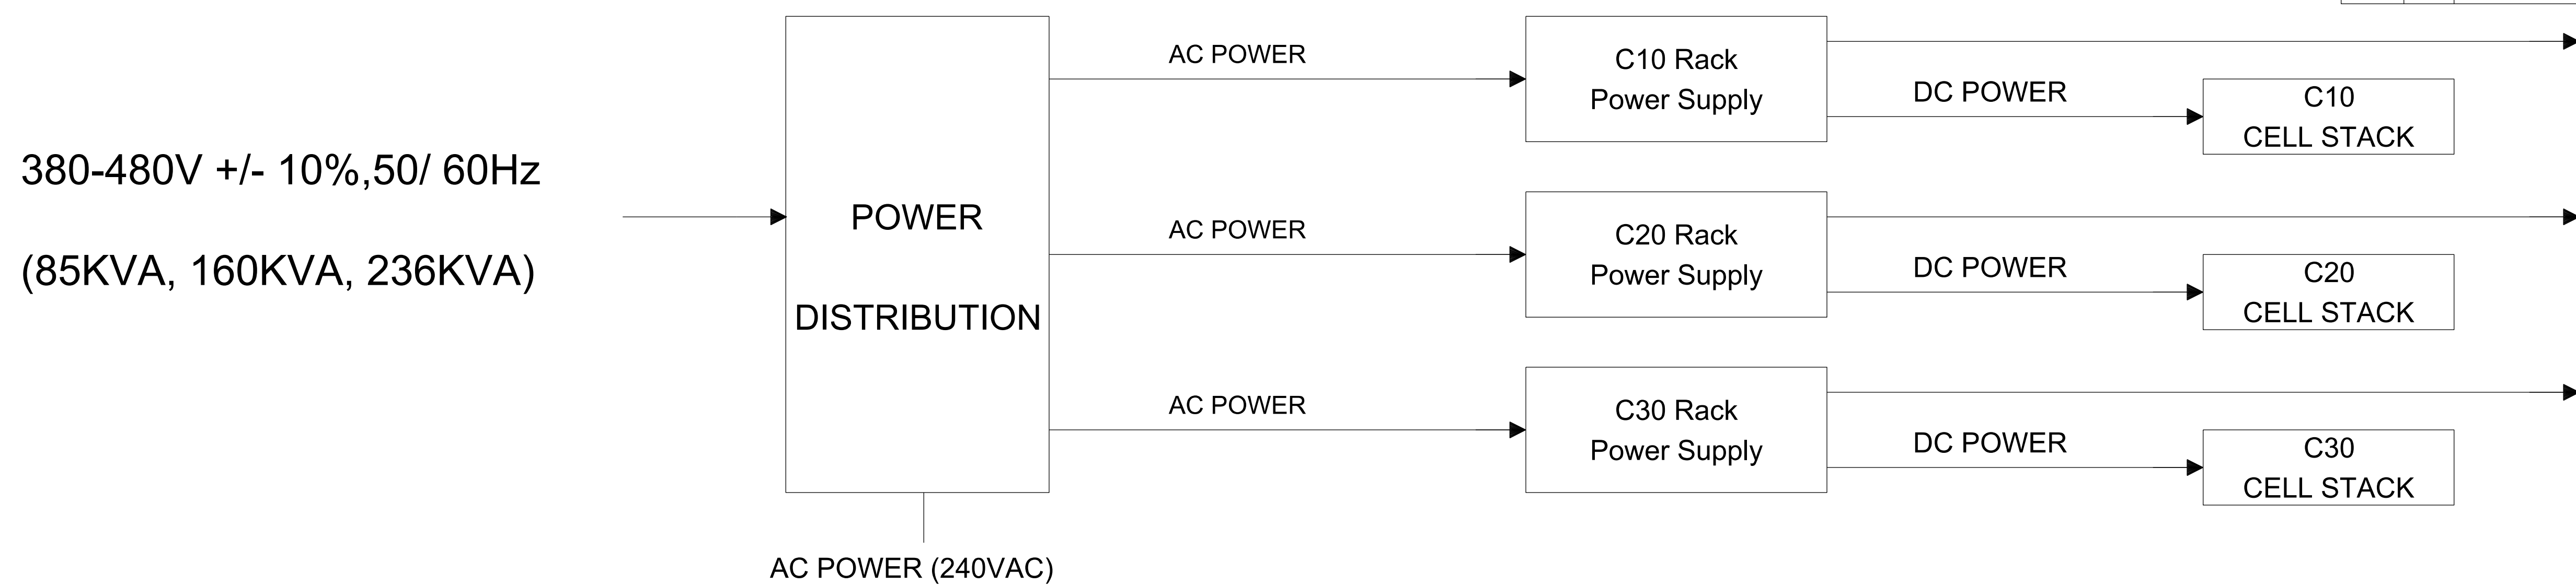 380-480V +/- 10%,50/ 60Hz
(85KVA, 160KVA, 236KVA)
POWER
DISTRIBUTION
AC POWER (240VAC)
AC POWER
C10 Rack
Power Supply
DC POWER
C10
CELL STACK
AC POWER
C20 Rack
Power Supply
DC POWER
C20
CELL STACK
AC POWER
C30 Rack
Power Supply
DC POWER
C30
CELL STACK